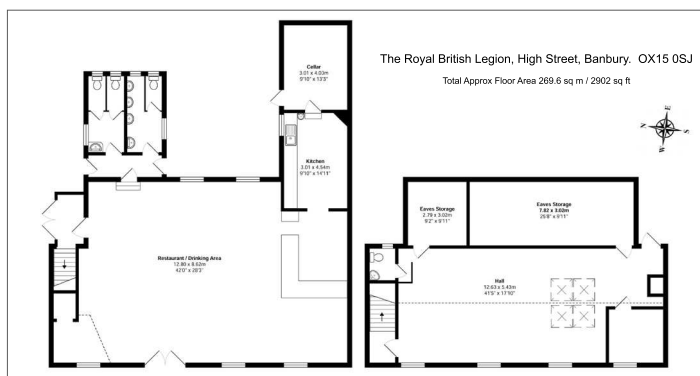 The Royal British Legion, High Street, Banbury. OX15 0SJ
Total Approx Floor Area 269.6 sq m / 2902 sq ft
N
E
S
W
Cellar
3.01 x 4.03m
9'10" x 13'3"
Kitchen
3.01 x 4.54m
9'10" x 14'11"
Restaurant / Drinking Area
12.80 x 8.62m
42'0" x 28'3"
Eaves Storage
2.79 x 3.02m
9'2" x 9'11"
Eaves Storage
7.82 x 3.02m
25'8" x 9'11"
Hall
12.63 x 5.43m
41'5" x 17'10"